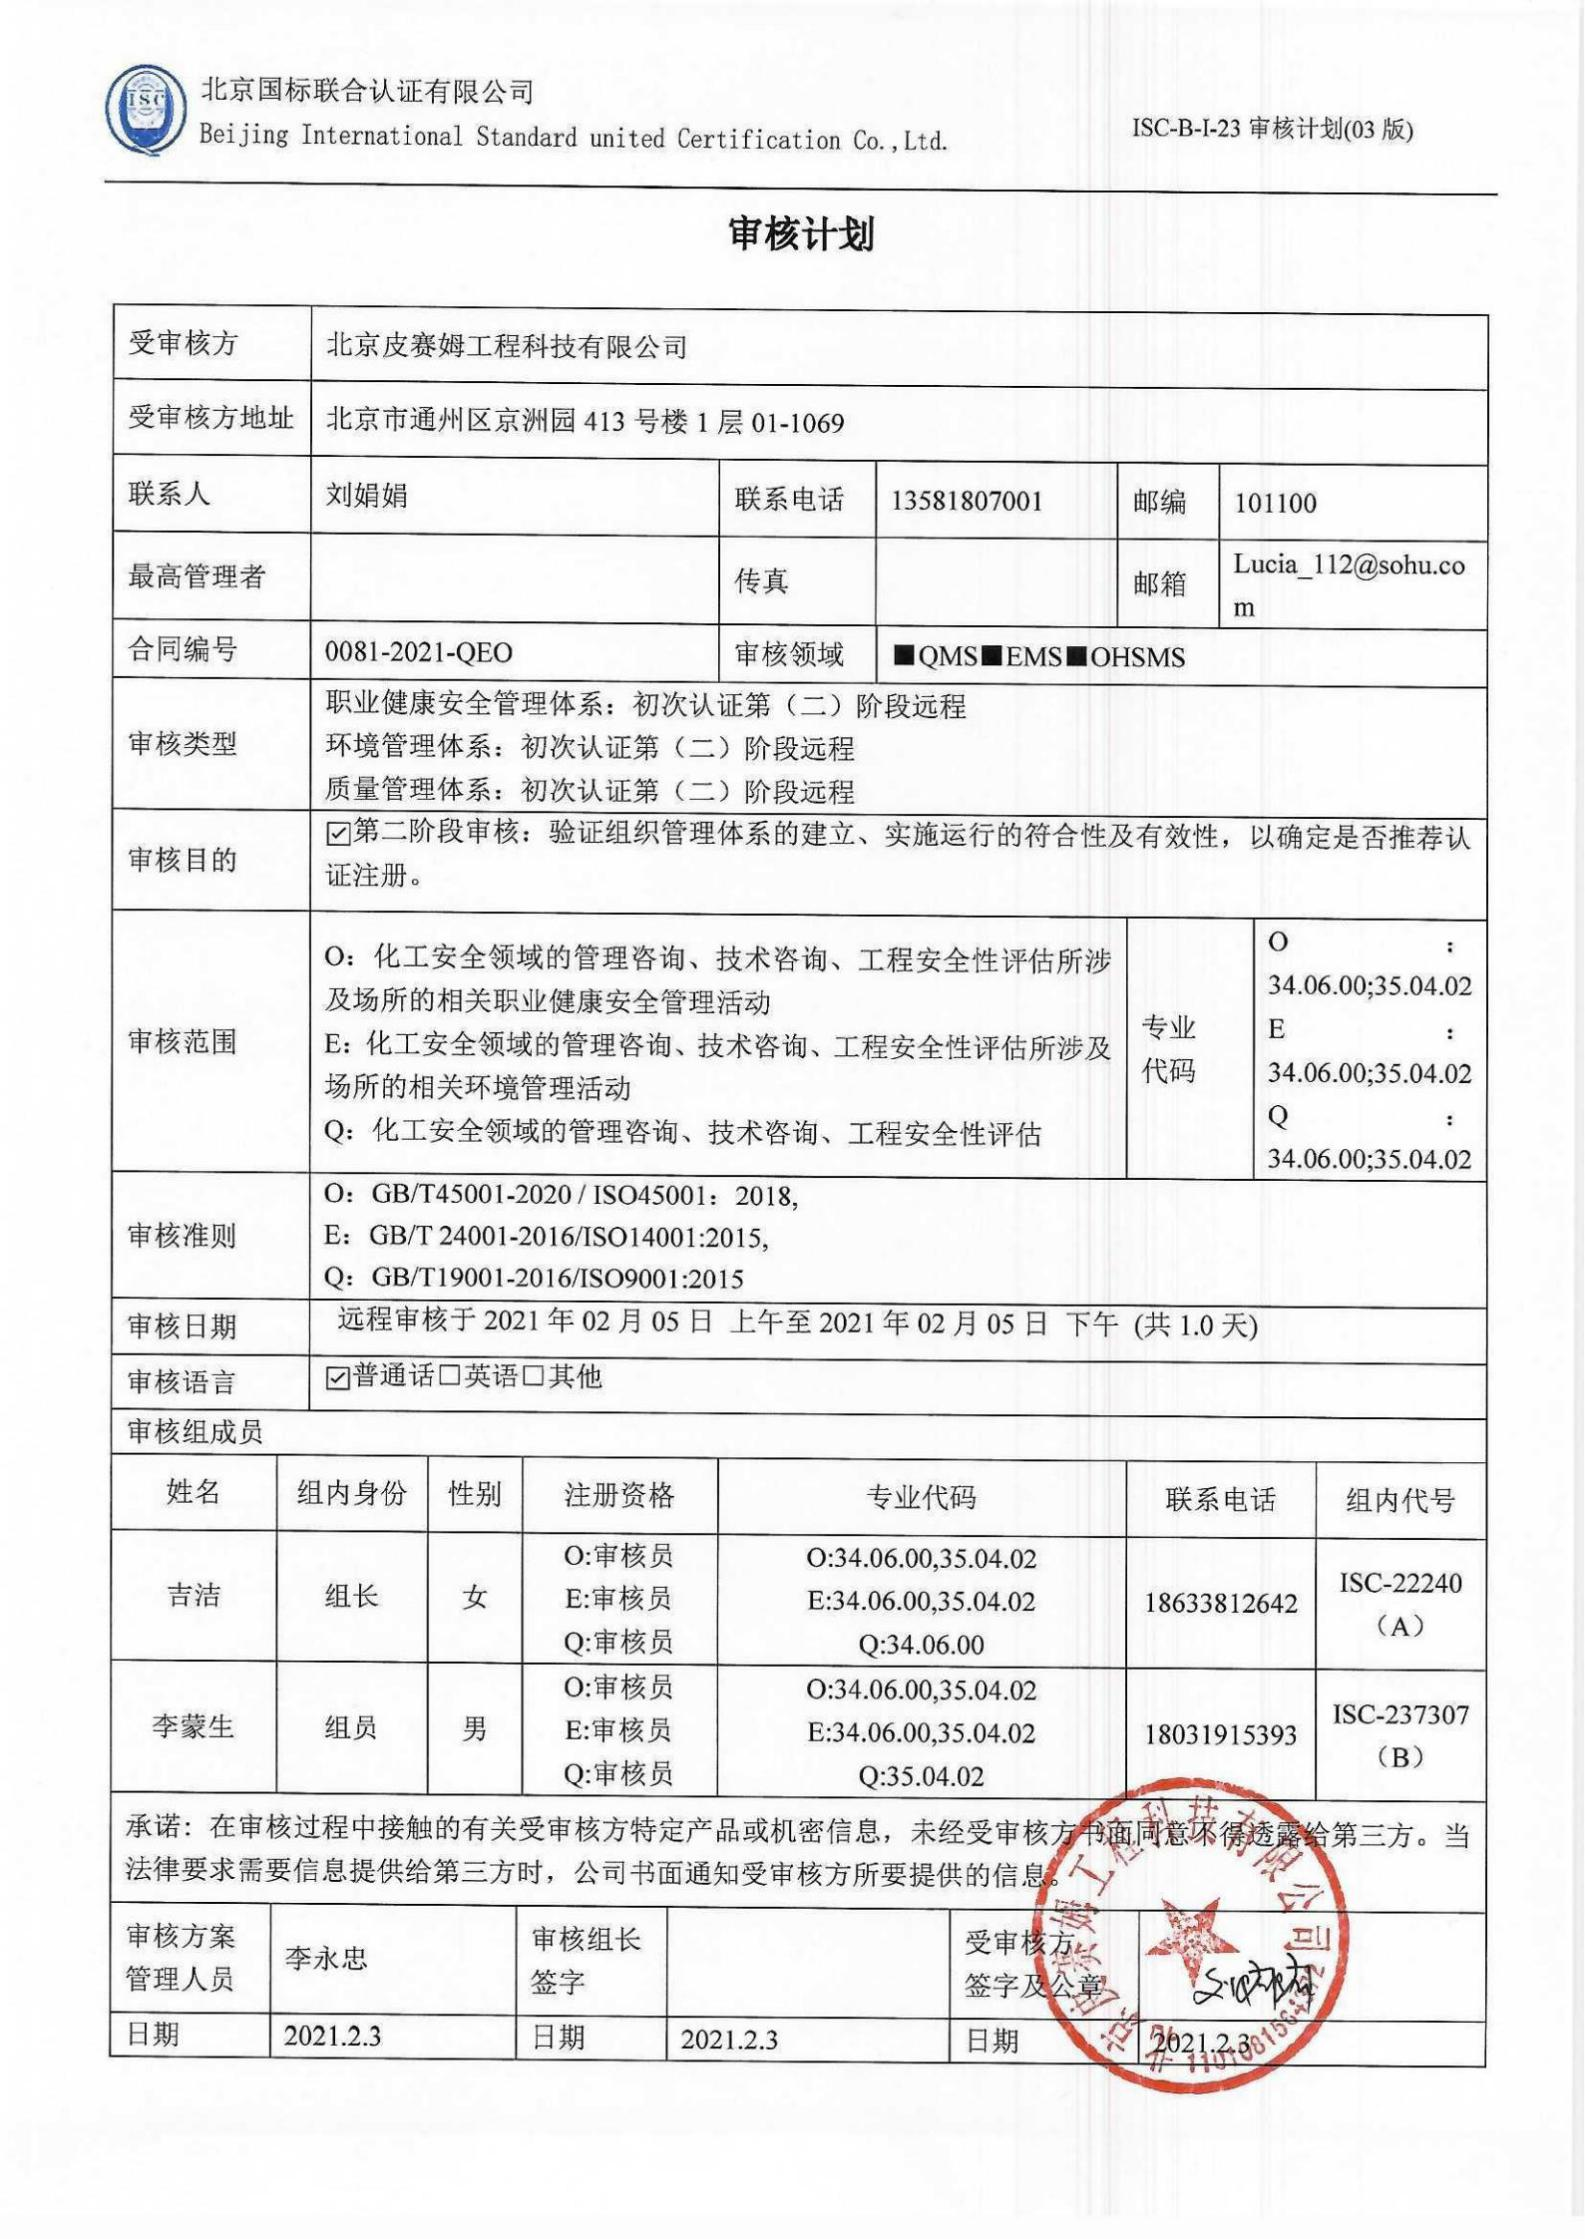 ISC
北京国标联合认证有限公司
Beijing International Standard united Certification Co.,Ltd.
ISC-B-I-23 审核计划(03 版)
审核计划
受审核方 北京皮赛姆工程科技有限公司
受审核方地址 北京市通州区京洲园 413 号楼 1 层 01-1069
联系人 刘娟娟 联系电话 13581807001 邮编 101100
最高管理者 传真 邮箱 Lucia_112@sohu.co
m
合同编号 0081-2021-QEO 审核领域 ■QMS■EMS■OHSMS
审核类型
职业健康安全管理体系：初次认证第（二）阶段远程
环境管理体系：初次认证第（二）阶段远程
质量管理体系：初次认证第（二）阶段远程
审核目的
☑第二阶段审核：验证组织管理体系的建立、实施运行的符合性及有效性，以确定是否推荐认
证注册。
审核范围
O：化工安全领域的管理咨询、技术咨询、工程安全性评估所涉
及场所的相关职业健康安全管理活动
E：化工安全领域的管理咨询、技术咨询、工程安全性评估所涉及
场所的相关环境管理活动
Q：化工安全领域的管理咨询、技术咨询、工程安全性评估
专业
代码
O：
34.06.00;35.04.02
E：
34.06.00;35.04.02
Q：
34.06.00;35.04.02
审核准则
O：GB/T45001-2020 / ISO45001：2018,
E：GB/T 24001-2016/ISO14001:2015,
Q：GB/T19001-2016/ISO9001:2015
审核日期 远程审核于 2021 年 02 月 05 日 上午至 2021 年 02 月 05 日 下午 (共 1.0 天)
审核语言 ☑普通话□英语□其他
审核组成员
姓名 组内身份 性别 注册资格 专业代码 联系电话 组内代号
吉洁 组长 女
O:审核员
E:审核员
Q:审核员
O:34.06.00,35.04.02
E:34.06.00,35.04.02
Q:34.06.00
18633812642
ISC-22240
（A）
李蒙生 组员 男
O:审核员
E:审核员
Q:审核员
O:34.06.00,35.04.02
E:34.06.00,35.04.02
Q:35.04.02
18031915393
ISC-237307
（B）
承诺：在审核过程中接触的有关受审核方特定产品或机密信息，未经受审核方书面同意不得透露给第三方。当
法律要求需要信息提供给第三方时，公司书面通知受审核方所要提供的信息。
审核方案
管理人员
李永忠
审核组长
签字
受审核方
签字及公章
日期 2021.2.3 日期 2021.2.3 日期 2021.2.3
北京皮赛姆工程科技有限公司